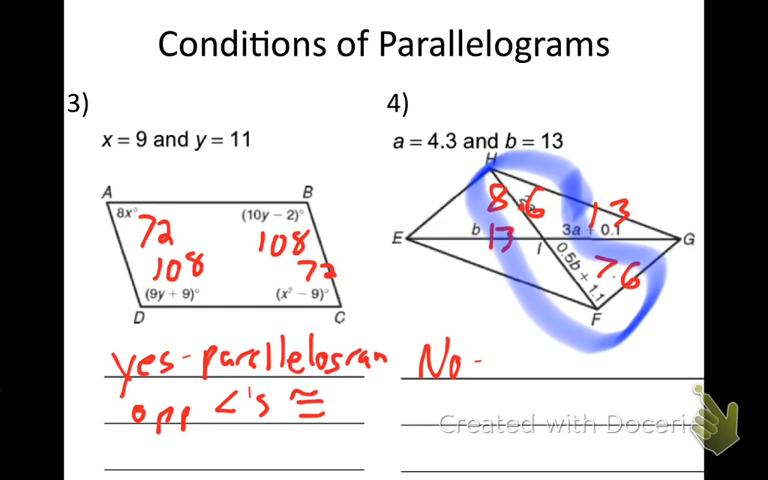 Conditions of Parallelograms
3)
x = 9 and y = 11
A
B
8x°
(10y − 2)°
72
108
108
72
(9y + 9)°
(x² − 9)°
D
C
yes - parallelogram
opp <'s ≅
4)
a = 4.3 and b = 13
H
8.6
13
b
3a + 0.1
E
13
G
I
0.5b + 1.1
7.6
F
No -
Created with Doceri